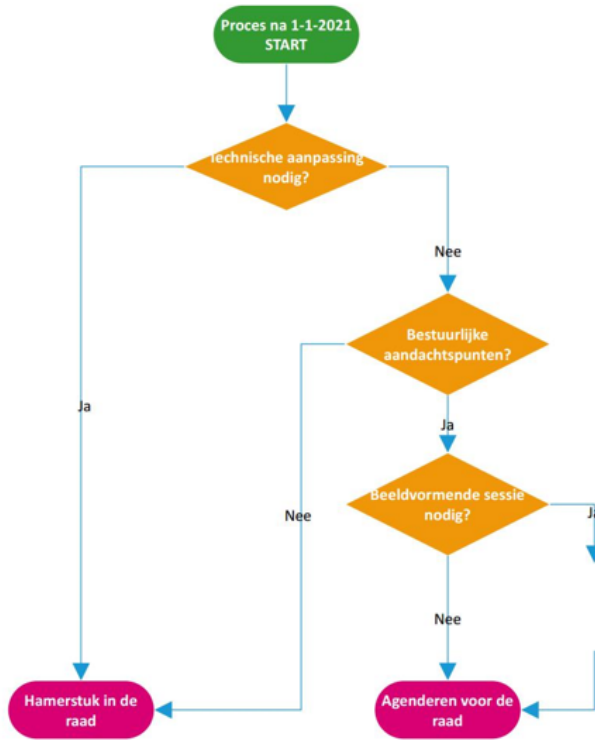 Proces na 1-1-2021
START
Technische aanpassing
nodig?
Nee
Bestuurlijke
aandachtspunten?
Ja
Ja
Beeldvormende sessie
nodig?
Nee
Ja
Nee
Hamerstuk in de
raad
Agenderen voor de
raad